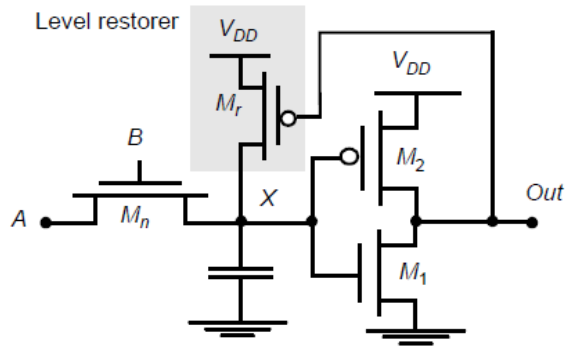 Level restorer
V_DD
V_DD
M_r
B
M_2
A
M_n
X
Out
M_1